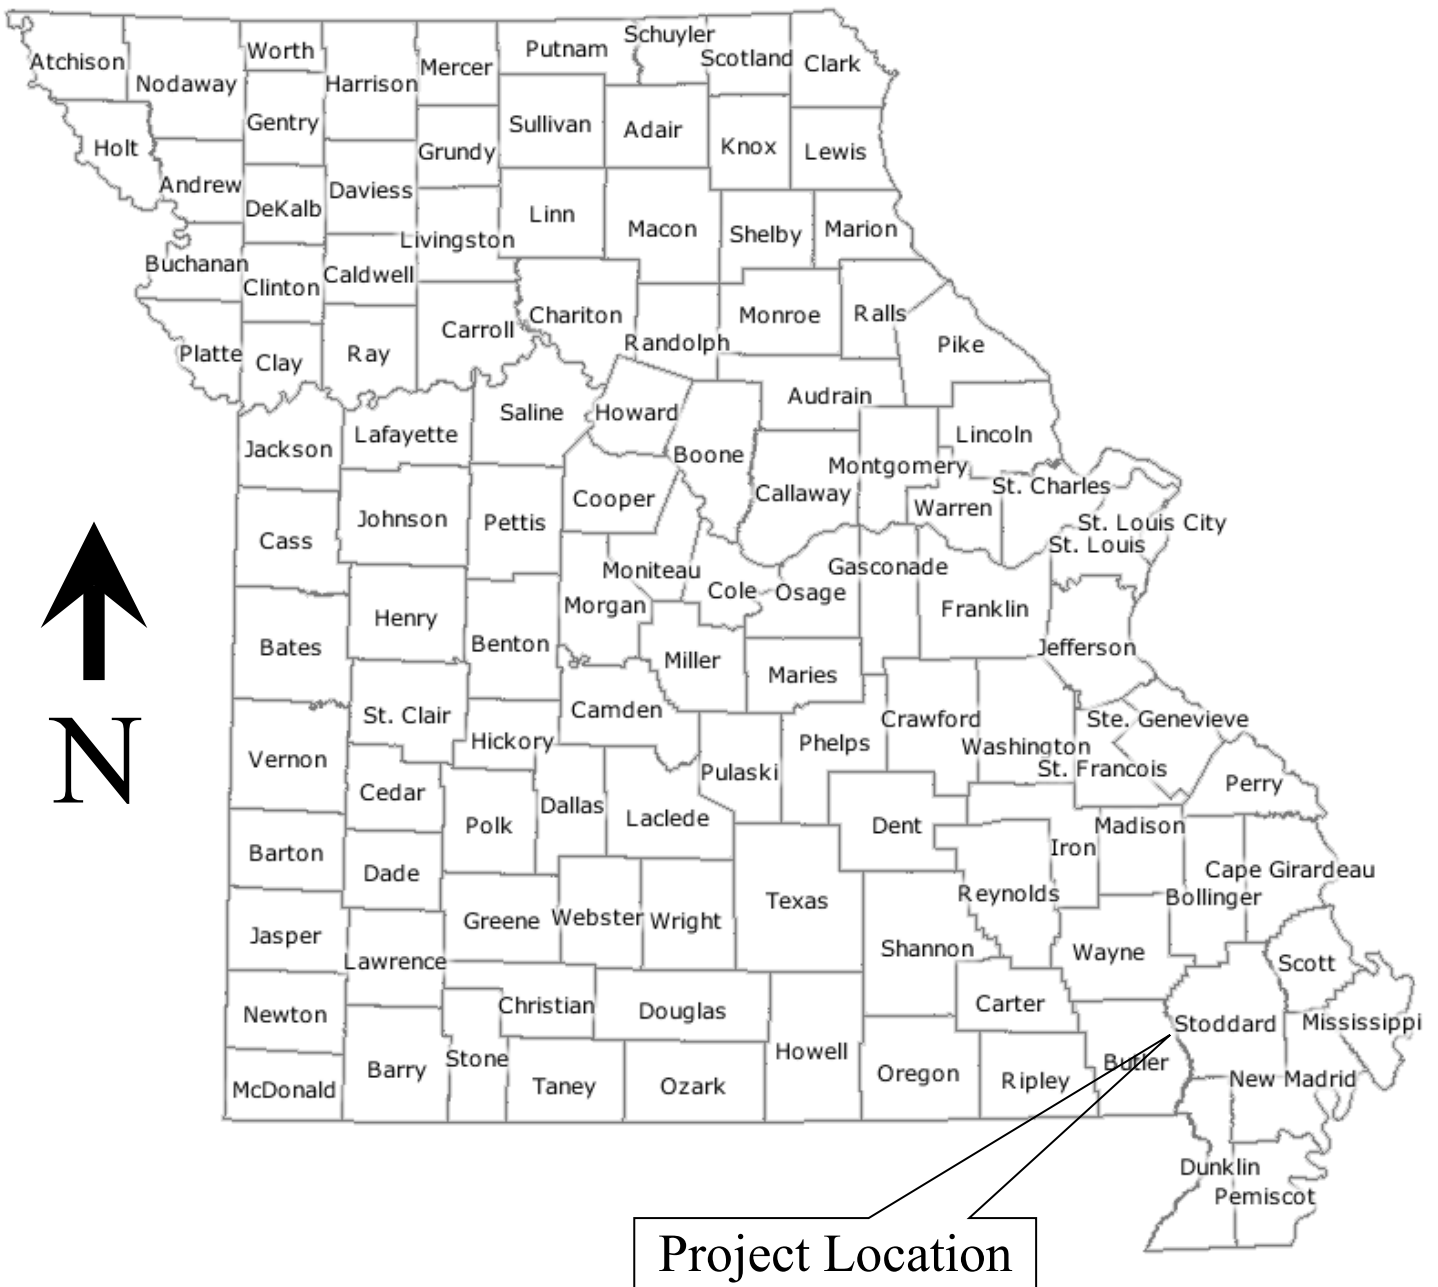 Schuyler
Worth
Putnam
Atchison
Scotland
Clark
Mercer
Nodaway
Harrison
Gentry
Sullivan
Adair
Holt
Knox
Grundy
Lewis
Andrew
Daviess
DeKalb
Linn
Macon
Shelby
Marion
Livingston
Buchanan
Caldwell
Clinton
Chariton
Monroe
Ralls
Carroll
Randolph
Pike
Platte
Clay
Ray
Audrain
Saline
Howard
Lafayette
Lincoln
Jackson
Boone
Montgomery
St. Charles
Callaway
Cooper
Warren
Johnson
Pettis
St. Louis City
Cass
St. Louis
Gasconade
Moniteau
Cole
Osage
Morgan
Franklin
Henry
Benton
Bates
Jefferson
Miller
Maries
Camden
St. Clair
Crawford
Ste. Genevieve
Hickory
Phelps
Washington
N
Vernon
St. Francois
Pulaski
Perry
Cedar
Dallas
Laclede
Polk
Dent
Madison
Iron
Barton
Cape Girardeau
Dade
Reynolds
Bollinger
Texas
Greene
Webster
Wright
Jasper
Shannon
Wayne
Lawrence
Scott
Carter
Christian
Douglas
Newton
Stoddard
Mississippi
Howell
Stone
Butler
Barry
Oregon
New Madrid
Ripley
McDonald
Taney
Ozark
Dunklin
Pemiscot
Project Location